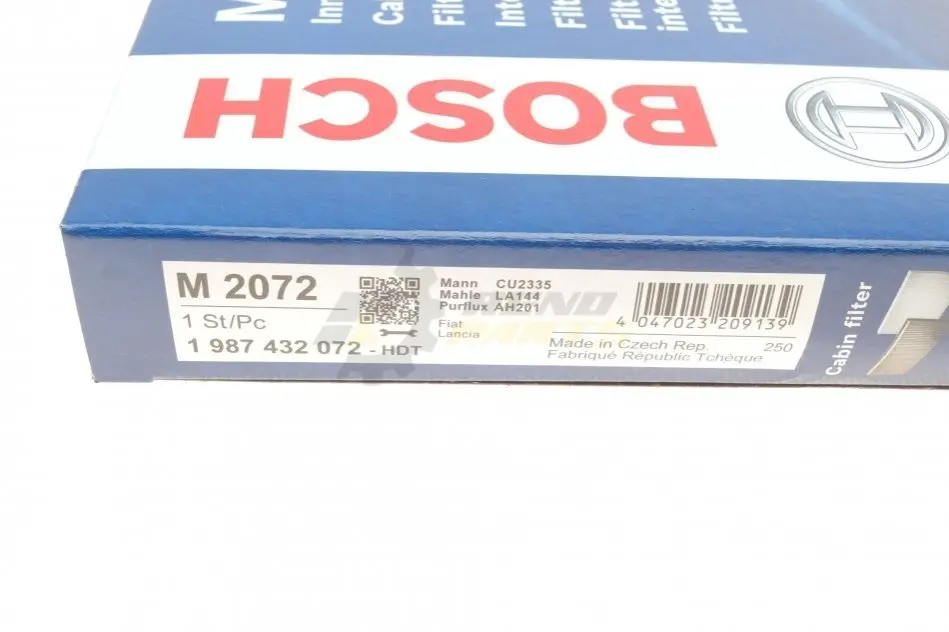 M
BOSCH
M 2072
1 St/Pc
1 987 432 072 - HDT
Mann CU2335
Mahle LA144
Purflux AH201
Fiat
Lancia
4 047023 209139
Made in Czech Rep. 250
Fabriqué République Tchèque
Cabin filter